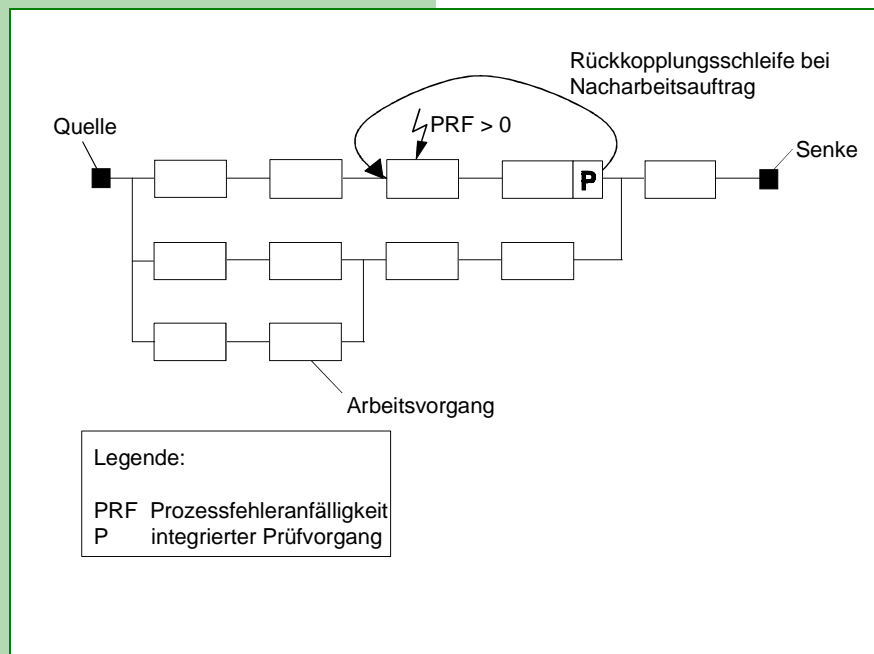 Rückkopplungsschleife bei
Nacharbeitsauftrag
Quelle
PRF > 0
Senke
P
Arbeitsvorgang
Legende:
PRF Prozessfehleranfälligkeit
P integrierter Prüfvorgang